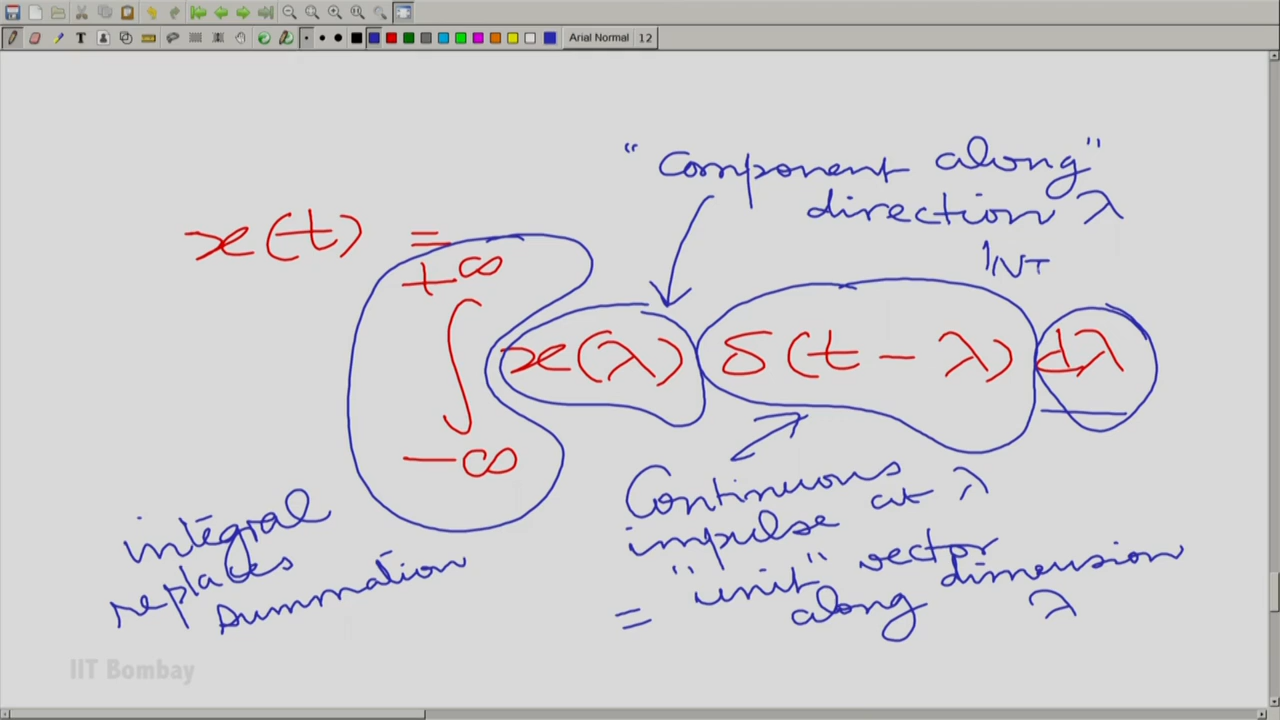 Arial Normal 12
"Component along"
direction λ
x(t) =
+∞
∫ x(λ) δ(t - λ) dλ
-∞
Continuous
impulse at λ
= "unit" vector
along dimension
λ
integral
replaces
summation
IIT Bombay